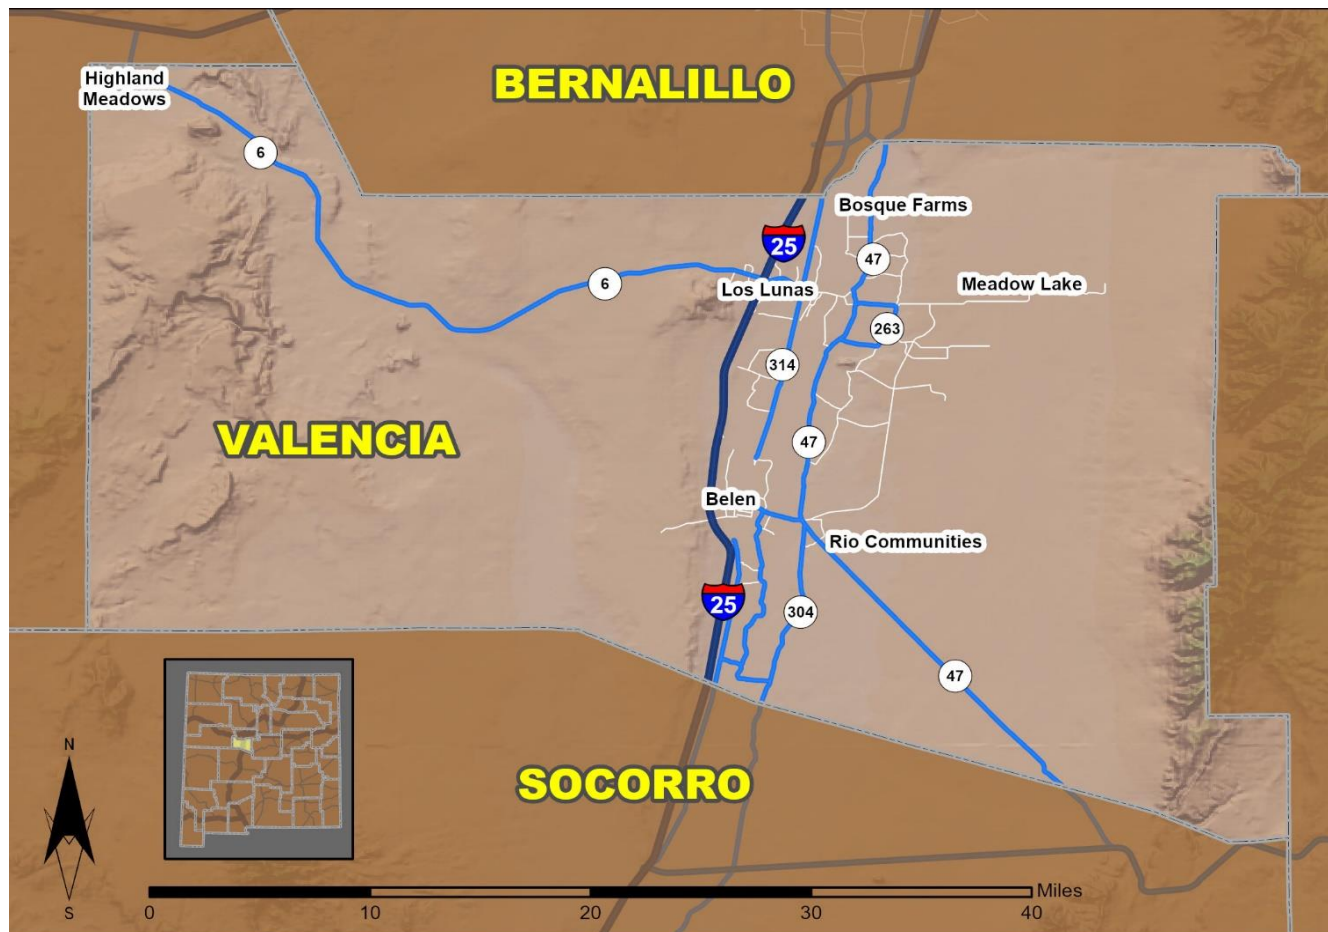 BERNALILLO
Highland
Meadows
6
Bosque Farms
25
47
6
Los Lunas
Meadow Lake
263
314
VALENCIA
47
Belen
Rio Communities
25
304
47
SOCORRO
N
S
Miles
0 10 20 30 40